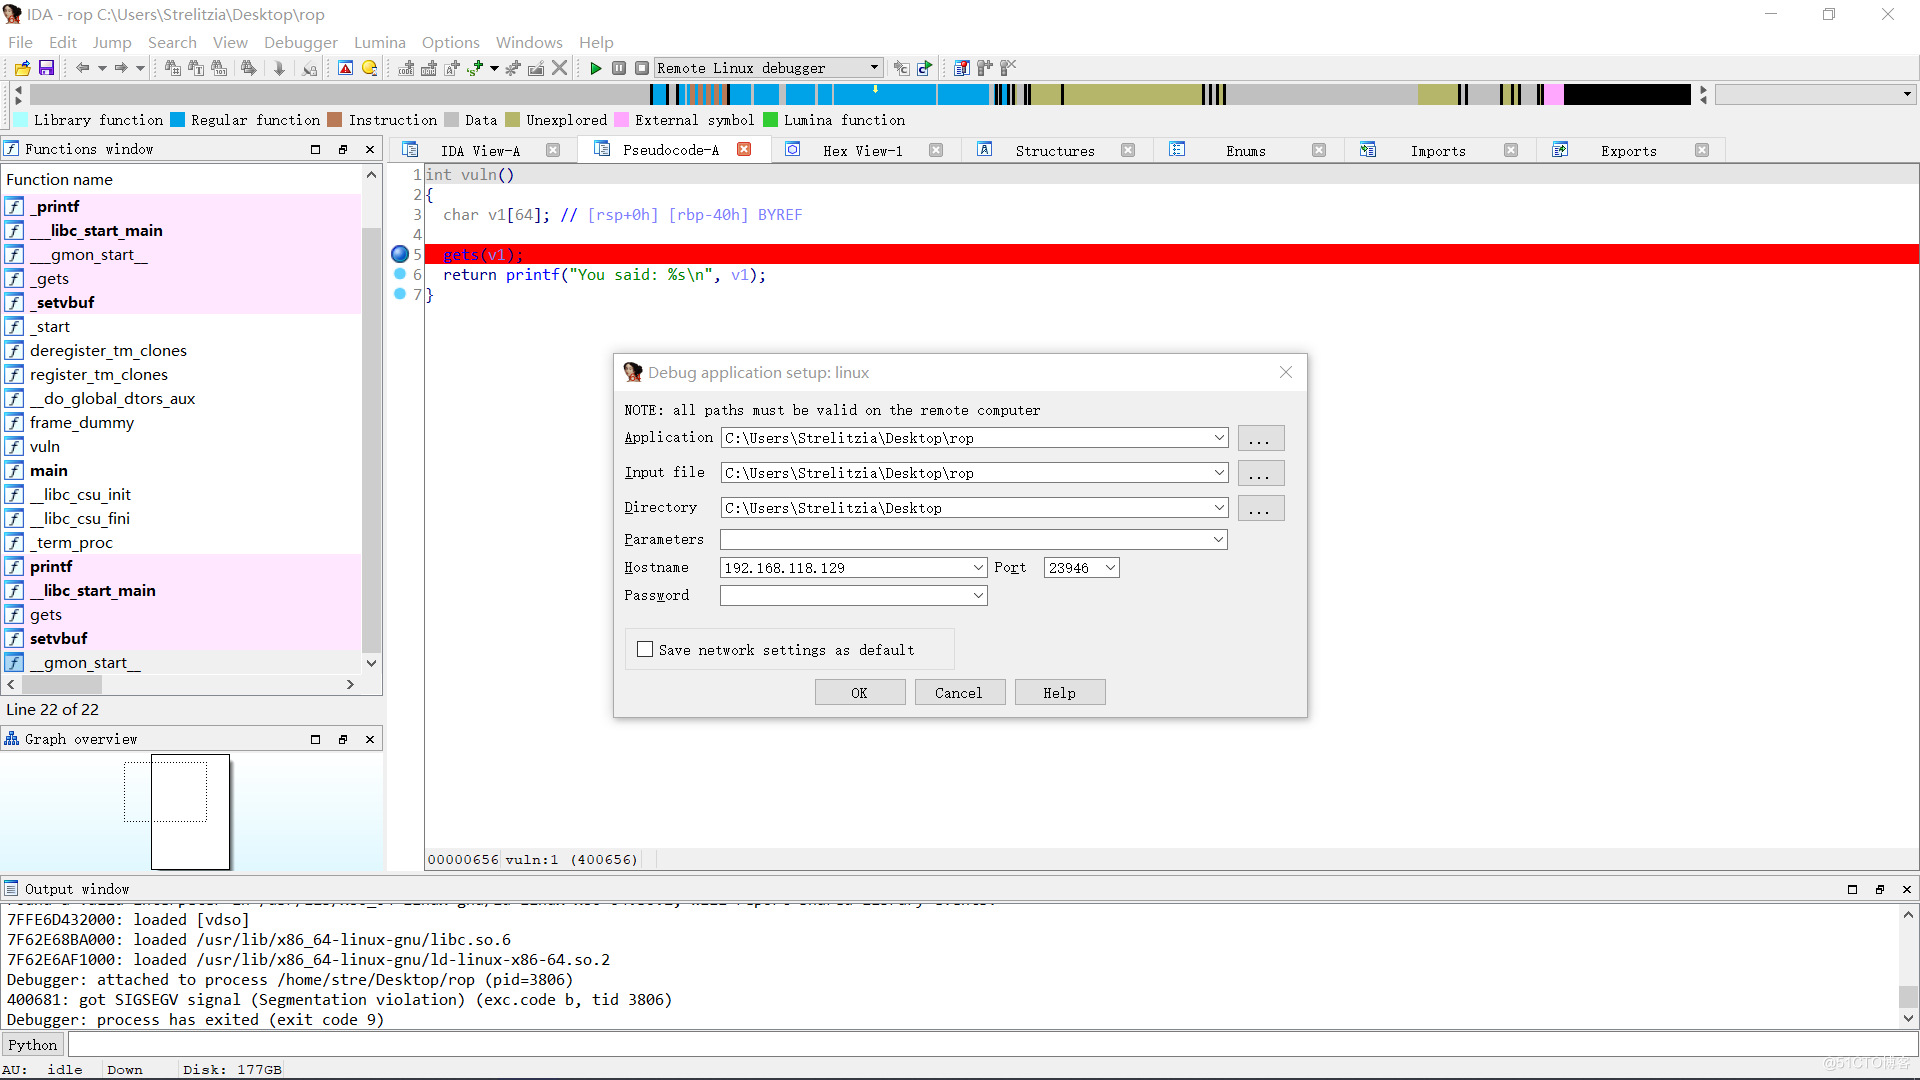 IDA - rop C:\Users\Strelitzia\Desktop\rop
File Edit Jump Search View Debugger Lumina Options Windows Help
Remote Linux debugger
Library function Regular function Instruction Data Unexplored External symbol Lumina function
Functions window
IDA View-A Pseudocode-A Hex View-1 Structures Enums Imports Exports
Function name
_printf
___libc_start_main
___gmon_start__
_gets
_setvbuf
_start
deregister_tm_clones
register_tm_clones
__do_global_dtors_aux
frame_dummy
vuln
main
__libc_csu_init
__libc_csu_fini
_term_proc
printf
__libc_start_main
gets
setvbuf
__gmon_start__
Line 22 of 22
Graph overview
1 int vuln()
2 {
3 char v1[64]; // [rsp+0h] [rbp-40h] BYREF
4
5 gets(v1);
6 return printf("You said: %s\n", v1);
7 }
Debug application setup: linux
NOTE: all paths must be valid on the remote computer
Application C:\Users\Strelitzia\Desktop\rop ...
Input file C:\Users\Strelitzia\Desktop\rop ...
Directory C:\Users\Strelitzia\Desktop ...
Parameters
Hostname 192.168.118.129 Port 23946
Password
Save network settings as default
OK Cancel Help
00000656 vuln:1 (400656)
Output window
7FFE6D432000: loaded [vdso]
7F62E68BA000: loaded /usr/lib/x86_64-linux-gnu/libc.so.6
7F62E6AF1000: loaded /usr/lib/x86_64-linux-gnu/ld-linux-x86-64.so.2
Debugger: attached to process /home/stre/Desktop/rop (pid=3806)
400681: got SIGSEGV signal (Segmentation violation) (exc.code b, tid 3806)
Debugger: process has exited (exit code 9)
Python
AU: idle Down Disk: 177GB
@51CTO博客